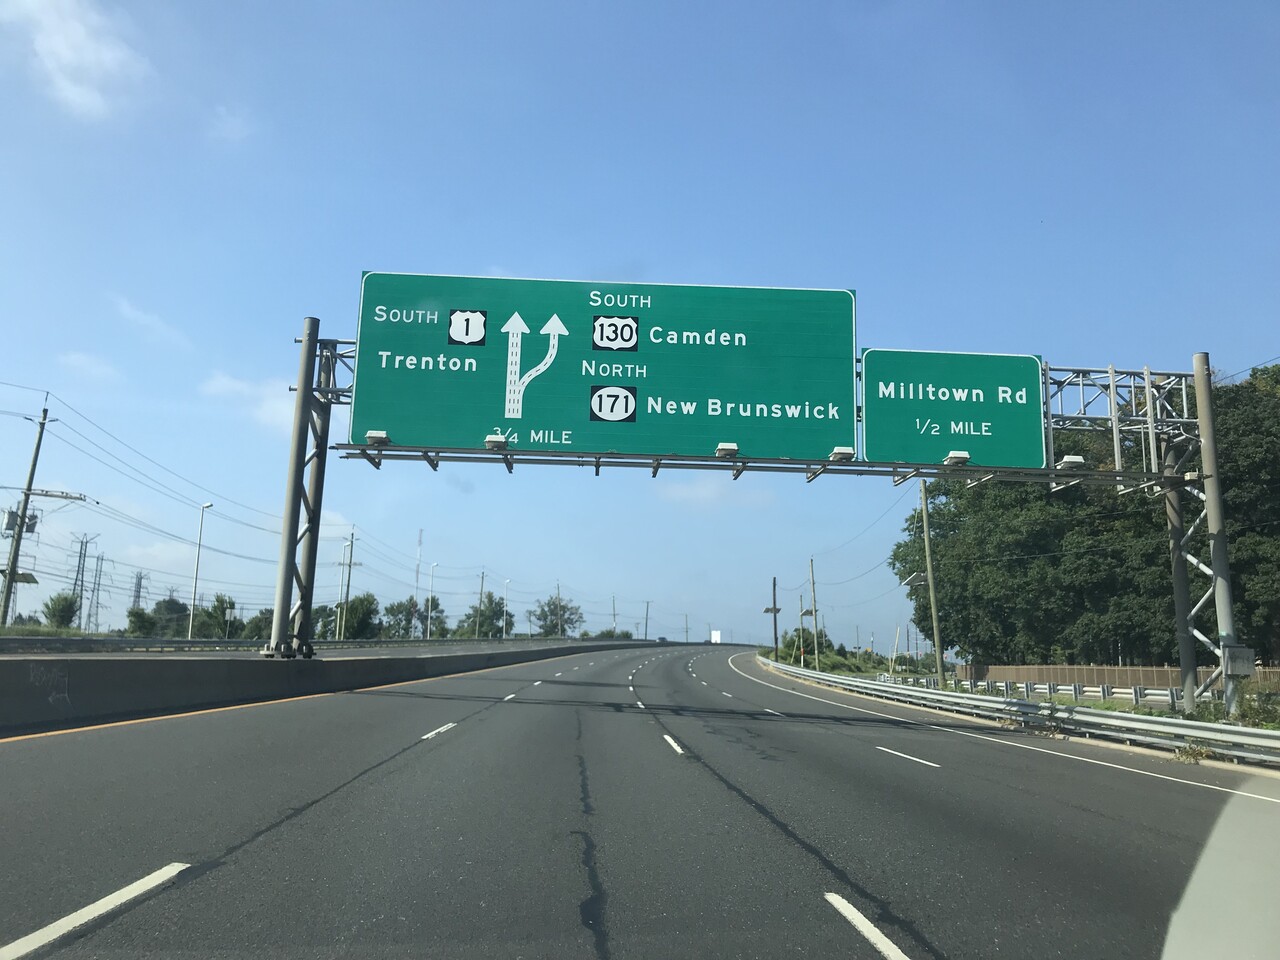 SOUTH 1
Trenton
SOUTH
130 Camden
NORTH
171 New Brunswick
3/4 MILE
Milltown Rd
1/2 MILE